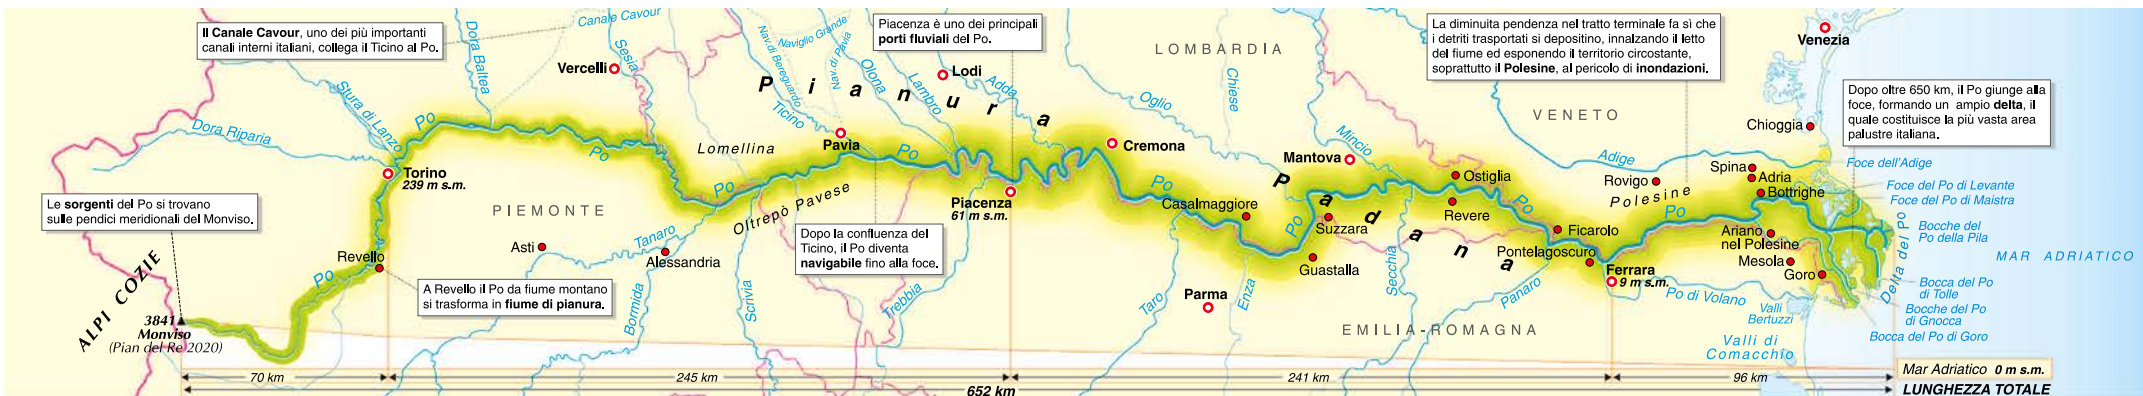 Il Canale Cavour, uno dei più importanti
canali interni italiani, collega il Ticino al Po.
Canale Cavour
Dora Baltea
Sesia
Vercelli
Stura di Lanzo
Dora Riparia
Po
Torino
239 m s.m.
Le sorgenti del Po si trovano
sulle pendici meridionali del Monviso.
PIEMONTE
Revello
Po
Asti
Tanaro
Alessandria
A Revello il Po da fiume montano
si trasforma in fiume di pianura.
ALPI COZIE
3841
Monviso
(Pian del Re 2020)
Bormida
Scrivia
Po
Po
Lomellina
Oltrepò Pavese
Nav. di Bereguardo
Naviglio Grande
Nav. di Pavia
Ticino
Pavia
Olona
Lambro
Piacenza è uno dei principali
porti fluviali del Po.
Lodi
Adda
Pianura
Po
Piacenza
61 m s.m.
Dopo la confluenza del
Ticino, il Po diventa
navigabile fino alla foce.
Trebbia
LOMBARDIA
Cremona
Oglio
Chiese
Mincio
Mantova
Padana
Po
Casalmaggiore
Po
Suzzara
Guastalla
Parma
Taro
Enza
Secchia
EMILIA-ROMAGNA
Panaro
Ostiglia
Revere
Po
Ficarolo
Pontelagoscuro
Ferrara
9 m s.m.
La diminuita pendenza nel tratto terminale fa sì che
i detriti trasportati si depositino, innalzando il letto
del fiume ed esponendo il territorio circostante,
soprattutto il Polesine, al pericolo di inondazioni.
VENETO
Adige
Rovigo
Polesine
Po
Venezia
Dopo oltre 650 km, il Po giunge alla
foce, formando un ampio delta, il
quale costituisce la più vasta area
palustre italiana.
Chioggia
Spina
Adria
Bottrighe
Ariano
nel Polesine
Mesola
Goro
Po di Volano
Valli
Bertuzzi
Valli di
Comacchio
Foce dell'Adige
Foce del Po di Levante
Foce del Po di Maistra
Bocche del
Po della Pila
Delta del Po
MAR ADRIATICO
Bocca del Po
di Tolle
Bocche del Po
di Gnocca
Bocca del Po di Goro
70 km
245 km
241 km
96 km
Mar Adriatico 0 m s.m.
652 km
LUNGHEZZA TOTALE